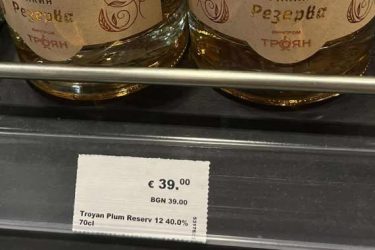 Резерва
ТРОЯН
Резерва
ТРОЯН
€ 39.00
BGN 39.00
Troyan Plum Reserv 12 40.0%
70cl